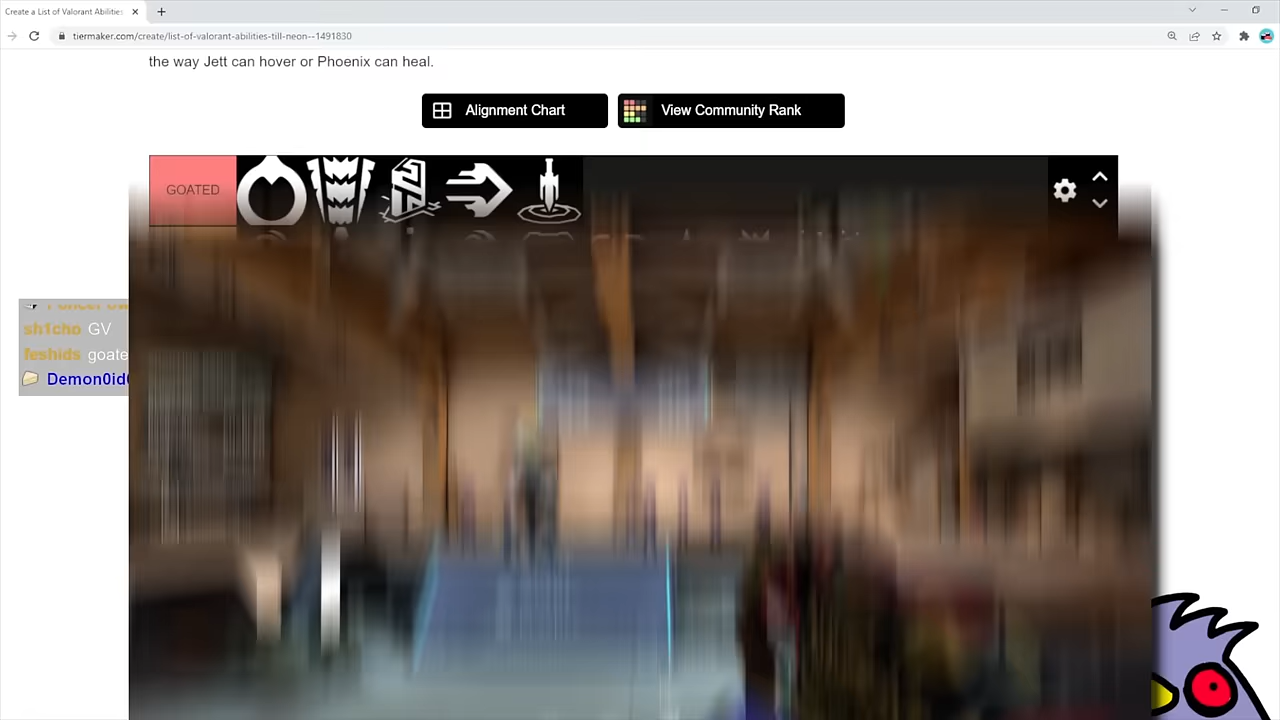 Create a List of Valorant Abilities
tiermaker.com/create/list-of-valorant-abilities-till-neon--1491830
the way Jett can hover or Phoenix can heal.
Alignment Chart
View Community Rank
GOATED
sh1cho GV
feshids goate
Demon0id